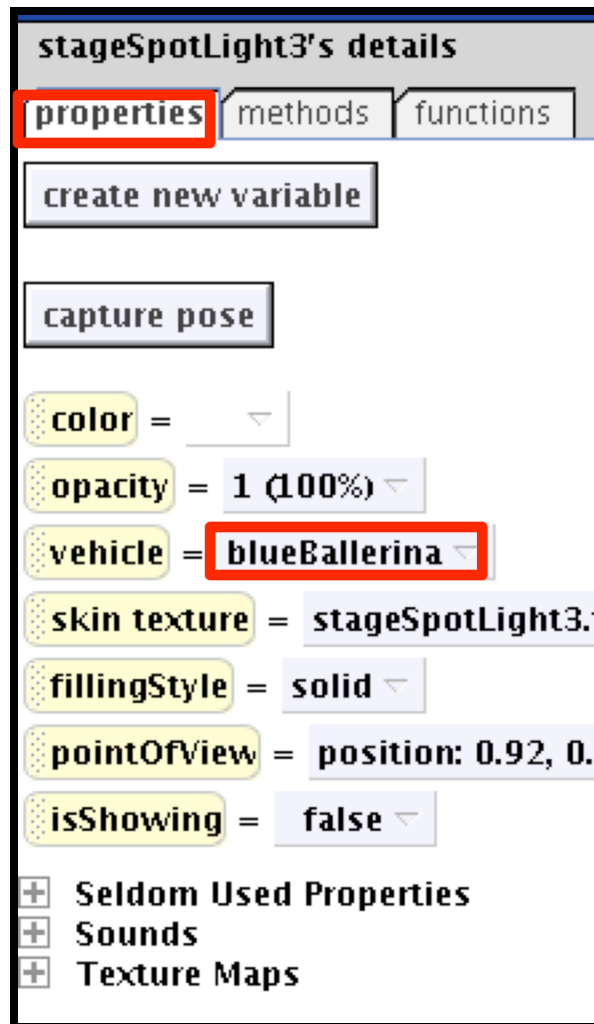 stageSpotLight3's details
properties methods functions
create new variable
capture pose
color =
opacity = 1 (100%)
vehicle = blueBallerina
skin texture = stageSpotLight3.
fillingStyle = solid
pointOfView = position: 0.92, 0.
isShowing = false
Seldom Used Properties
Sounds
Texture Maps